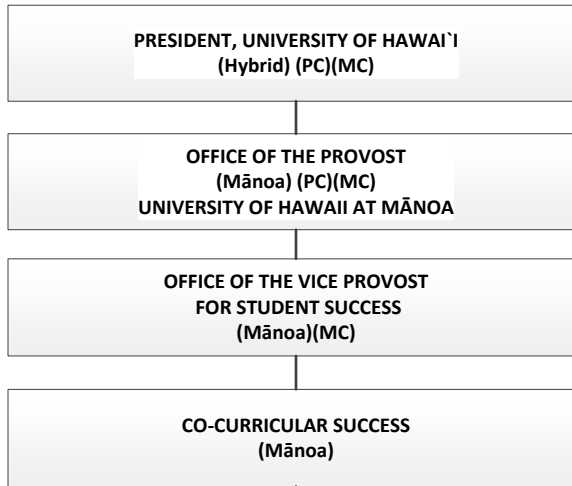 PRESIDENT, UNIVERSITY OF HAWAI`I
(Hybrid) (PC)(MC)
OFFICE OF THE PROVOST
(Mānoa) (PC)(MC)
UNIVERSITY OF HAWAII AT MĀNOA
OFFICE OF THE VICE PROVOST
FOR STUDENT SUCCESS
(Mānoa)(MC)
CO-CURRICULAR SUCCESS
(Mānoa)